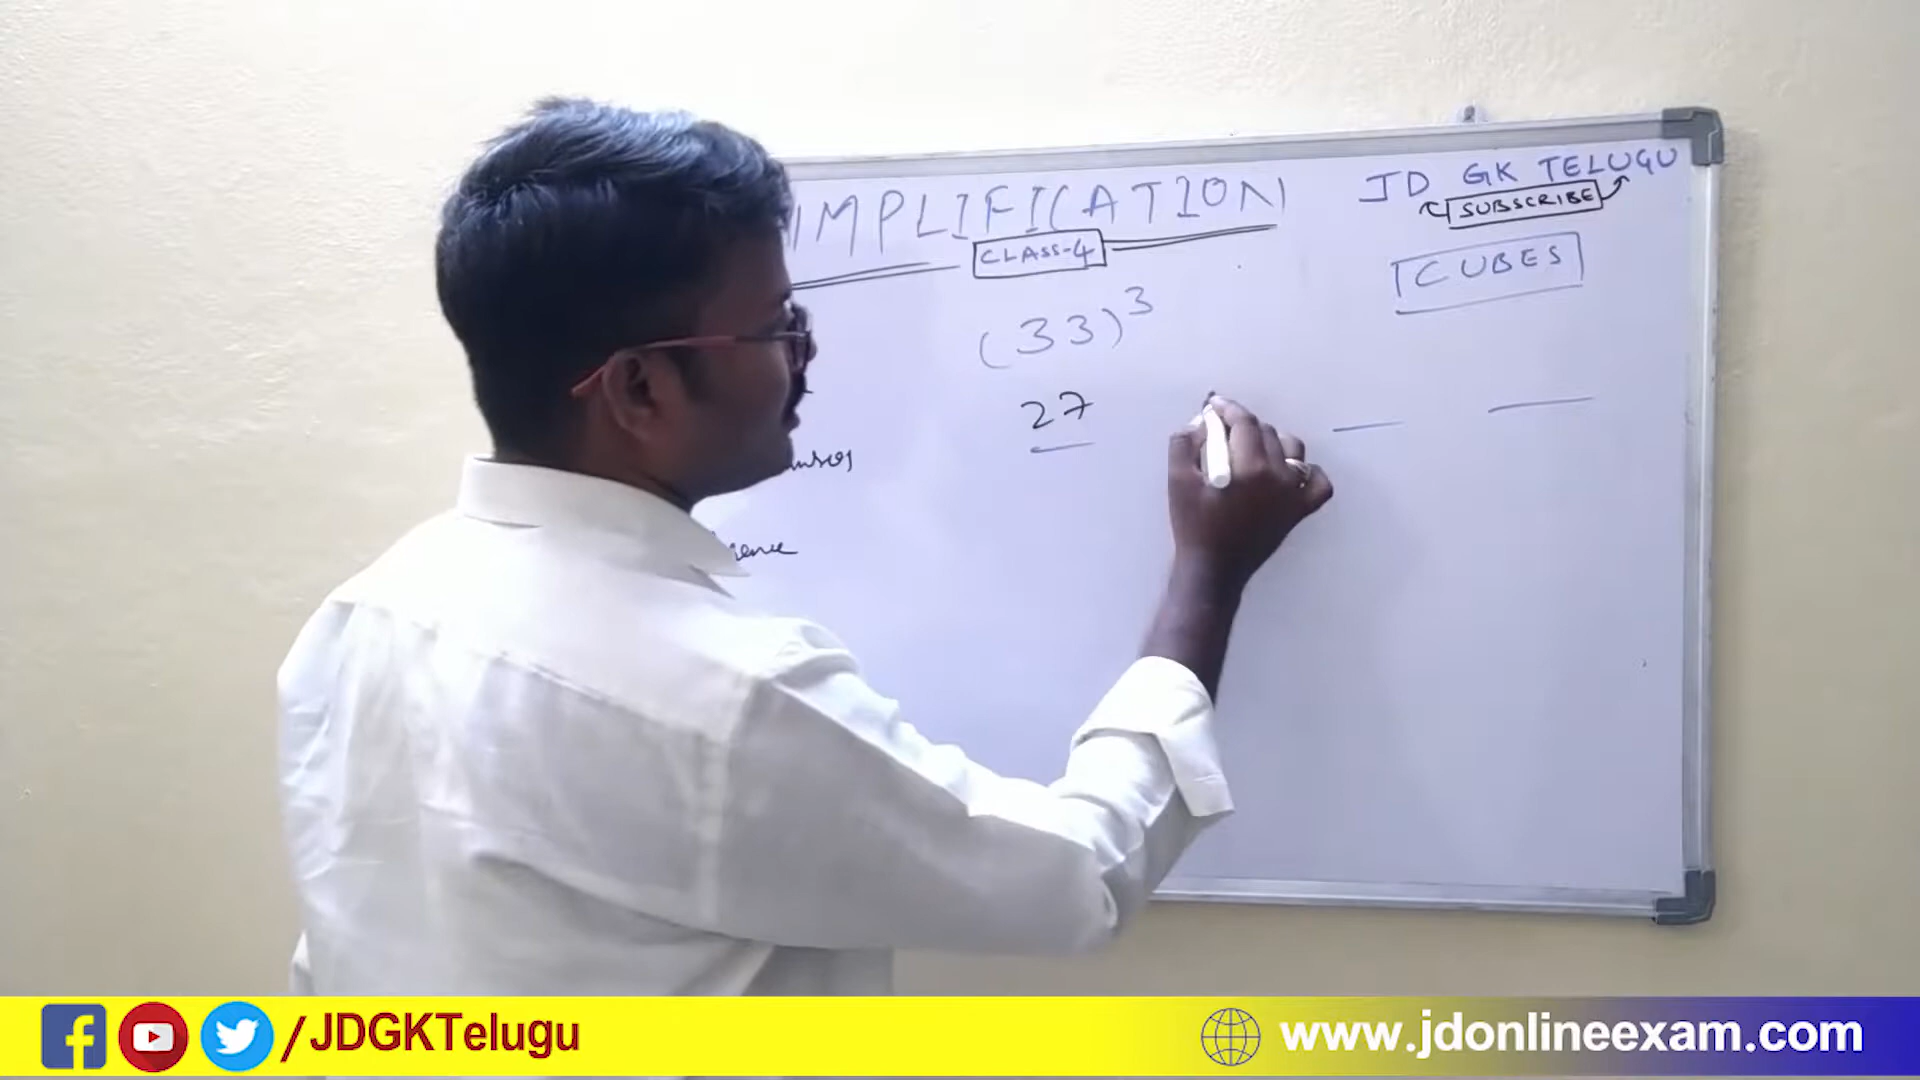 IMPLIFICATION
CLASS-4
JD GK TELUGU
SUBSCRIBE
CUBES
(33)³
27
/JDGKTelugu
www.jdonlineexam.com